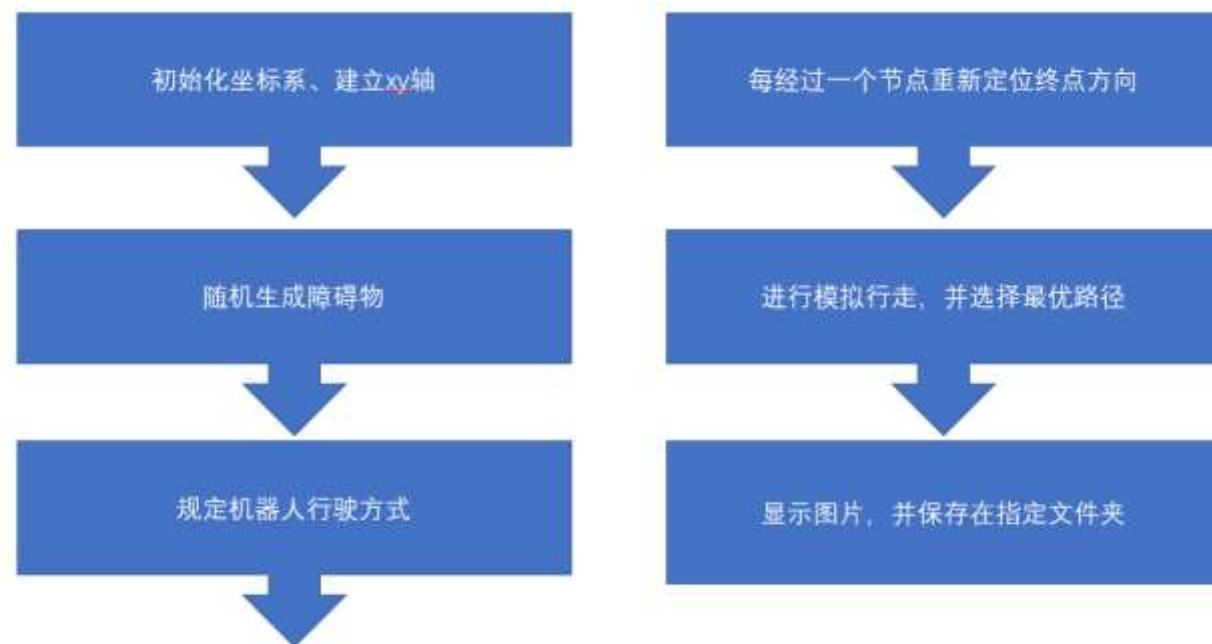 初始化坐标系、建立xy轴
随机生成障碍物
规定机器人行驶方式
每经过一个节点重新定位终点方向
进行模拟行走，并选择最优路径
显示图片，并保存在指定文件夹